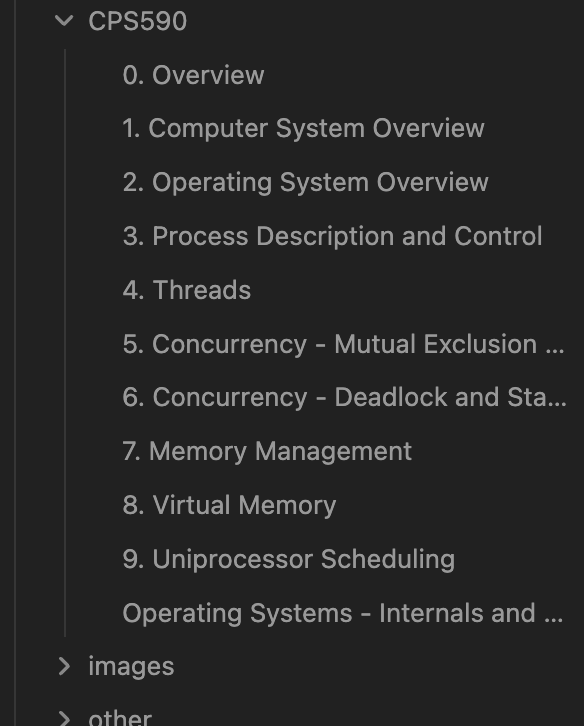 CPS590
0. Overview
1. Computer System Overview
2. Operating System Overview
3. Process Description and Control
4. Threads
5. Concurrency - Mutual Exclusion ...
6. Concurrency - Deadlock and Sta...
7. Memory Management
8. Virtual Memory
9. Uniprocessor Scheduling
Operating Systems - Internals and ...
images
other